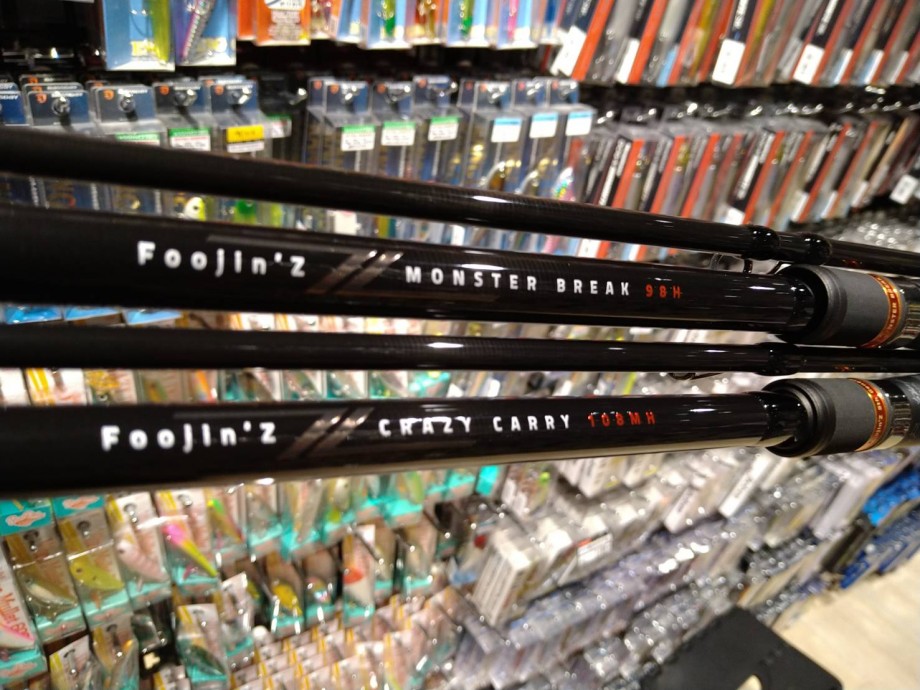 Foojin'Z MONSTER BREAK 98H
Foojin'Z CRAZY CARRY 108MH